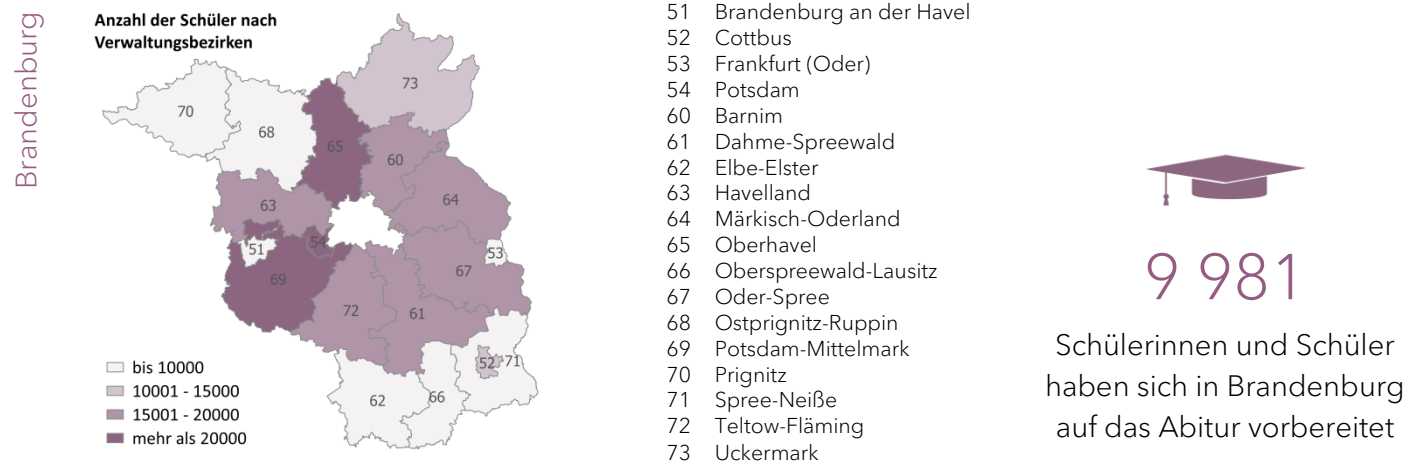 Brandenburg
Anzahl der Schüler nach
Verwaltungsbezirken
73
70
68
65
60
64
63
54
51
53
67
69
72
61
52
71
62
66
bis 10000
10001 - 15000
15001 - 20000
mehr als 20000
51 Brandenburg an der Havel
52 Cottbus
53 Frankfurt (Oder)
54 Potsdam
60 Barnim
61 Dahme-Spreewald
62 Elbe-Elster
63 Havelland
64 Märkisch-Oderland
65 Oberhavel
66 Oberspreewald-Lausitz
67 Oder-Spree
68 Ostprignitz-Ruppin
69 Potsdam-Mittelmark
70 Prignitz
71 Spree-Neiße
72 Teltow-Fläming
73 Uckermark
9 981
Schülerinnen und Schüler
haben sich in Brandenburg
auf das Abitur vorbereitet